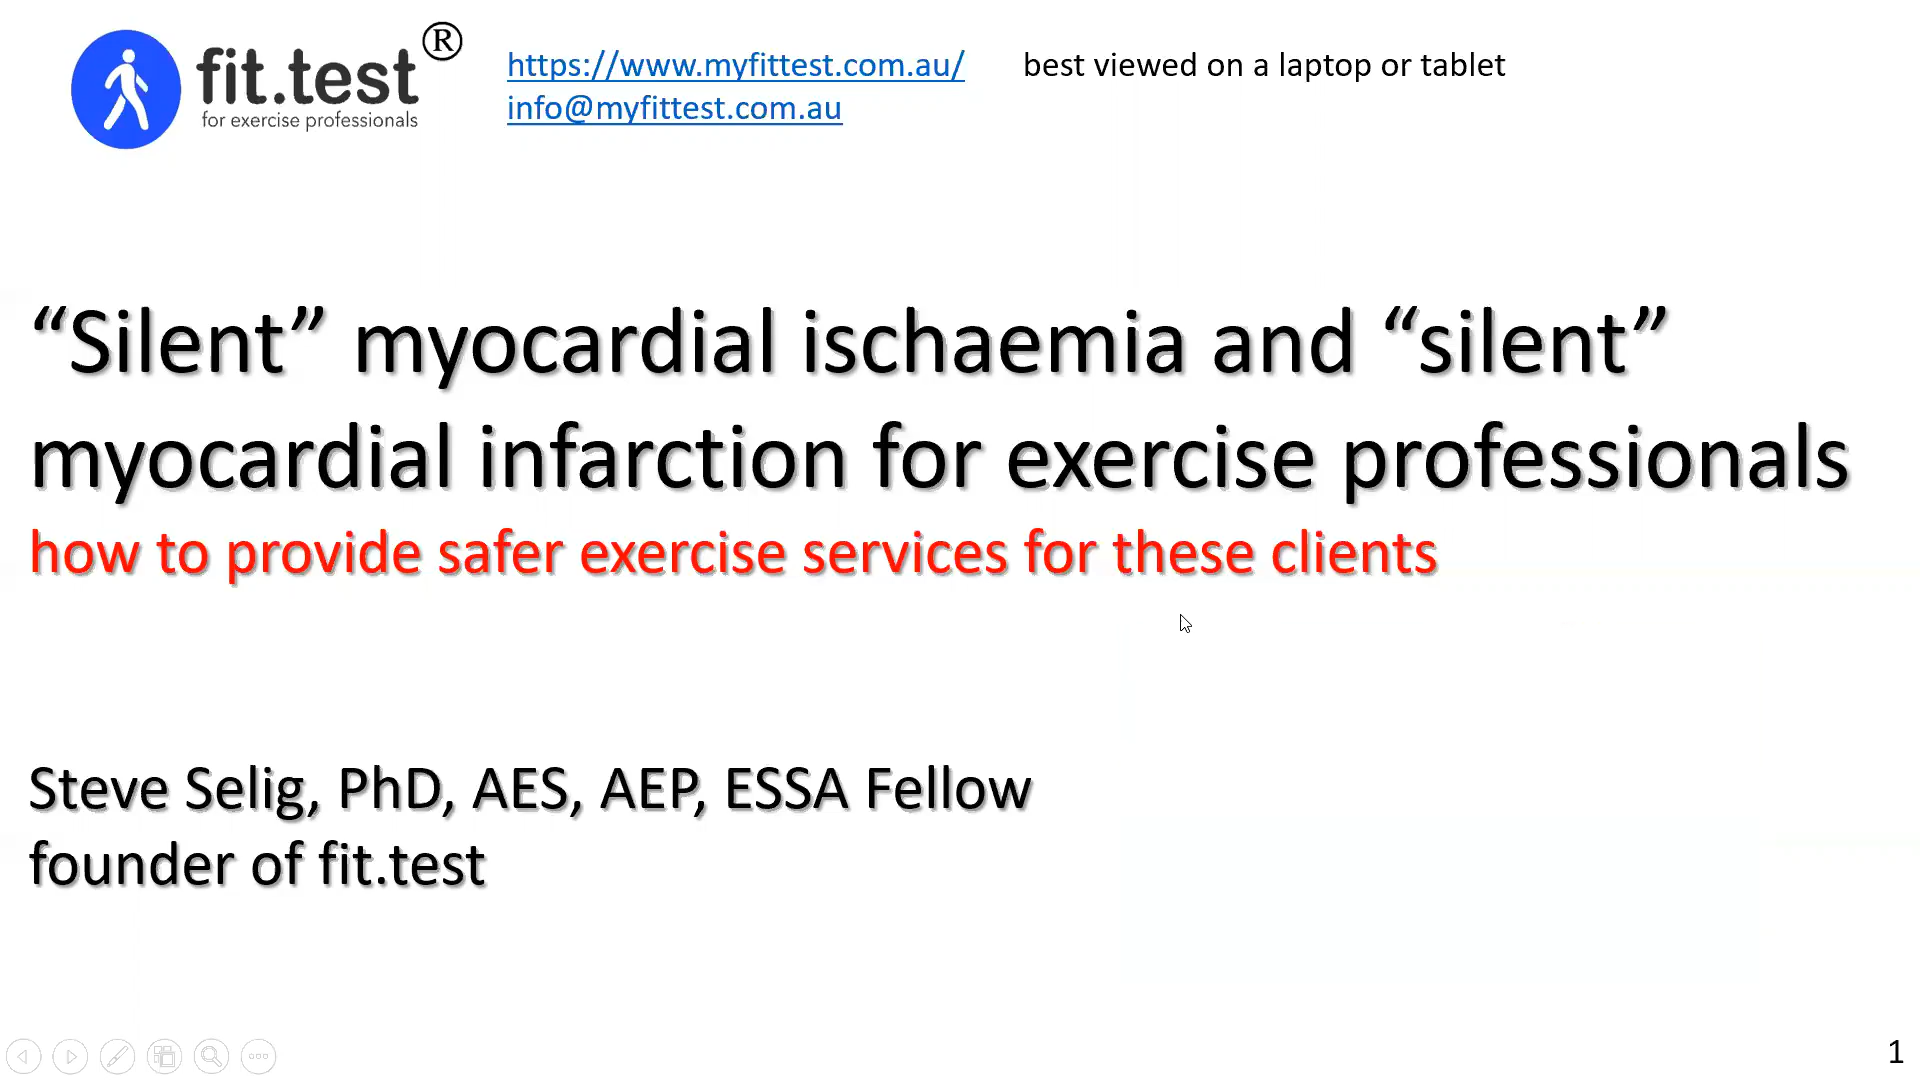 fit.test®
for exercise professionals
https://www.myfittest.com.au/ best viewed on a laptop or tablet
info@myfittest.com.au
“Silent” myocardial ischaemia and “silent”
myocardial infarction for exercise professionals
how to provide safer exercise services for these clients
Steve Selig, PhD, AES, AEP, ESSA Fellow
founder of fit.test
1